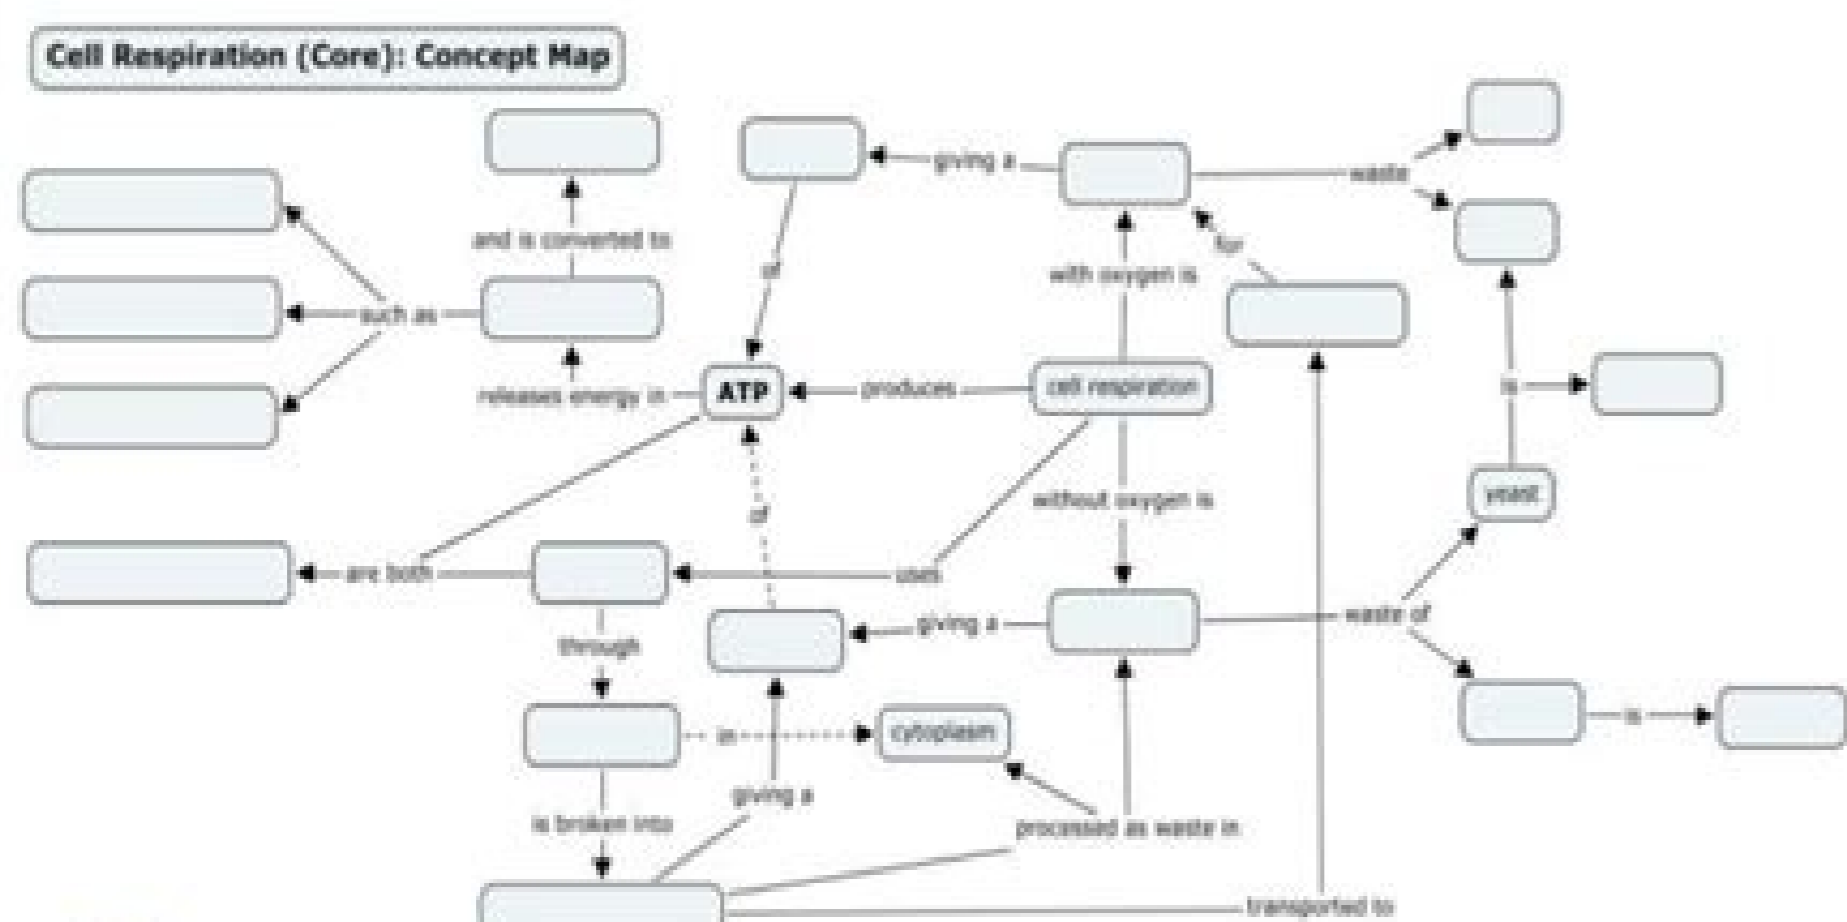 Cell Respiration (Core): Concept Map
giving a
waste
and is converted to
for
of
with oxygen is
such as
releases energy in
ATP
produces
cell respiration
is
yeast
without oxygen is
of
are both
uses
giving a
waste of
through
is
in
cytoplasm
giving a
is broken into
processed as waste in
transported to